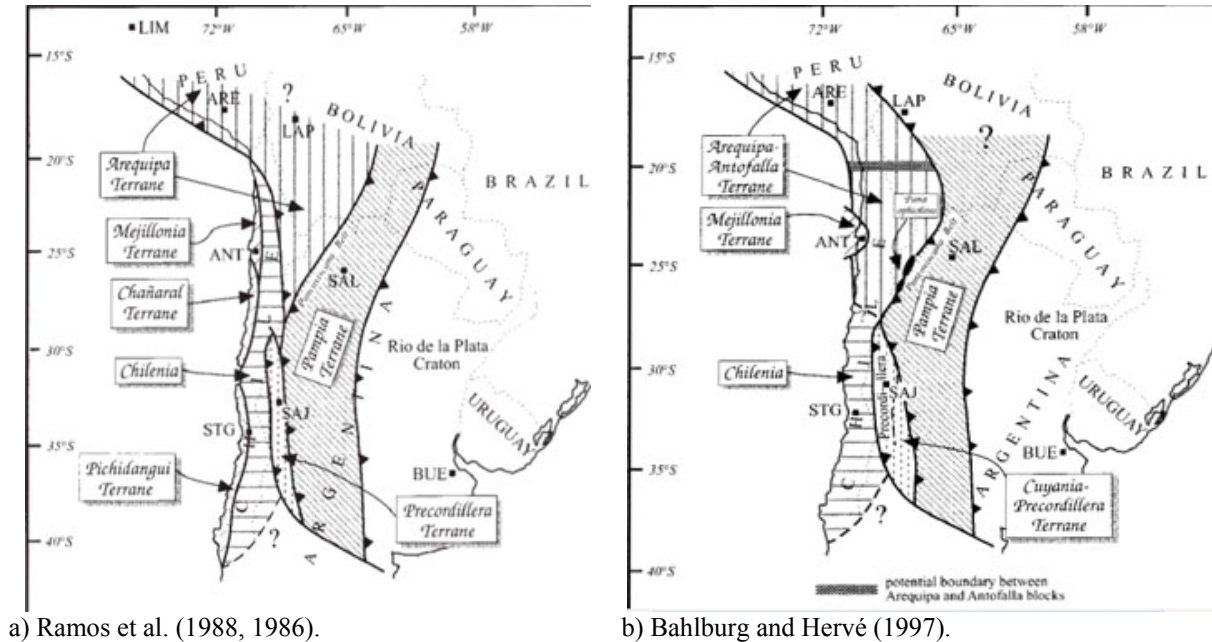 72°W
65°W
58°W
LIM
15°S
20°S
25°S
30°S
35°S
40°S
PERU
ARE
?
LAP
BOLIVIA
Arequipa
Terrane
BRAZIL
PARAGUAY
Mejillonia
Terrane
ANT
SAL
Chañaral
Terrane
Pampia
Terrane
Rio de la Plata
Craton
Chilenia
SAJ
STG
URUGUAY
CHILE
ARGENTINA
BUE
Pichidangui
Terrane
Precordillera
Terrane
?
a) Ramos et al. (1988, 1986).
72°W
65°W
58°W
15°S
20°S
25°S
30°S
35°S
40°S
PERU
ARE
LAP
BOLIVIA
?
Arequipa-
Antofalla
Terrane
BRAZIL
PARAGUAY
Puna
ophiolites
Mejillonia
Terrane
ANT
SAL
Pampia
Terrane
Rio de la Plata
Craton
Chilenia
Precordillera
SAJ
STG
URUGUAY
CHILE
ARGENTINA
BUE
Cuyania-
Precordillera
Terrane
?
potential boundary between
Arequipa and Antofalla blocks
b) Bahlburg and Hervé (1997).